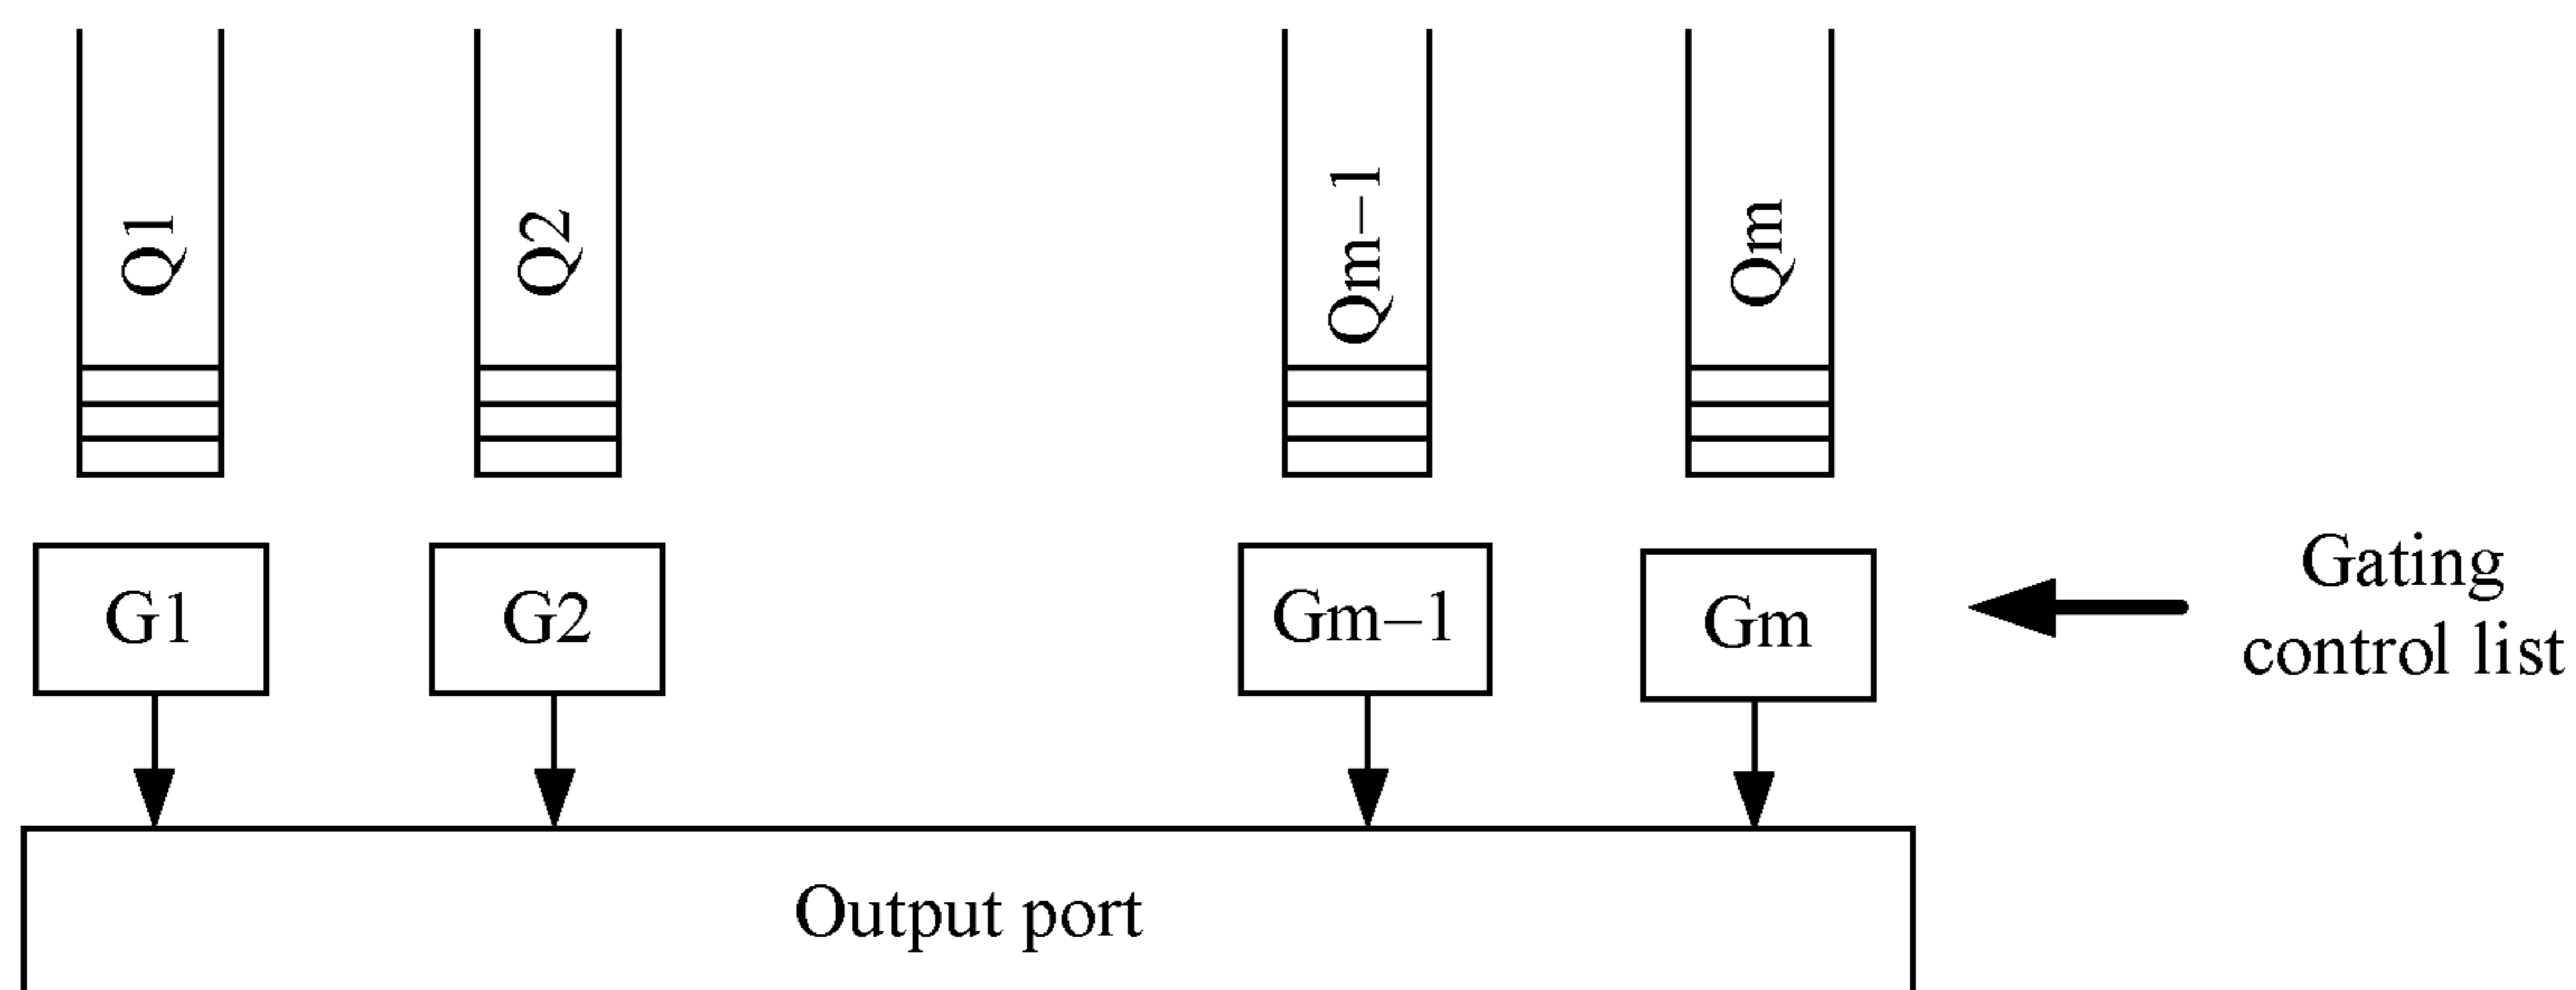 Q1
Q2
Qm–1
Qm
G1
G2
Gm–1
Gm
Gating
control list
Output port